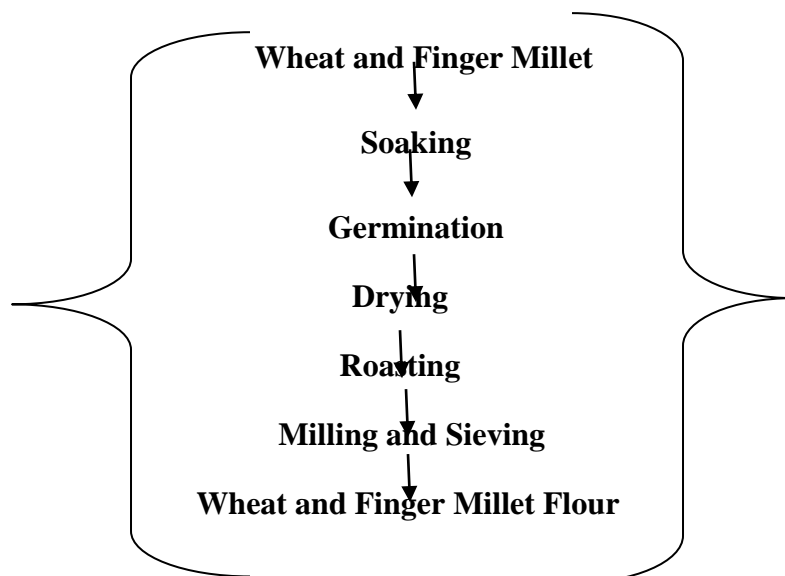 Wheat and Finger Millet
Soaking
Germination
Drying
Roasting
Milling and Sieving
Wheat and Finger Millet Flour